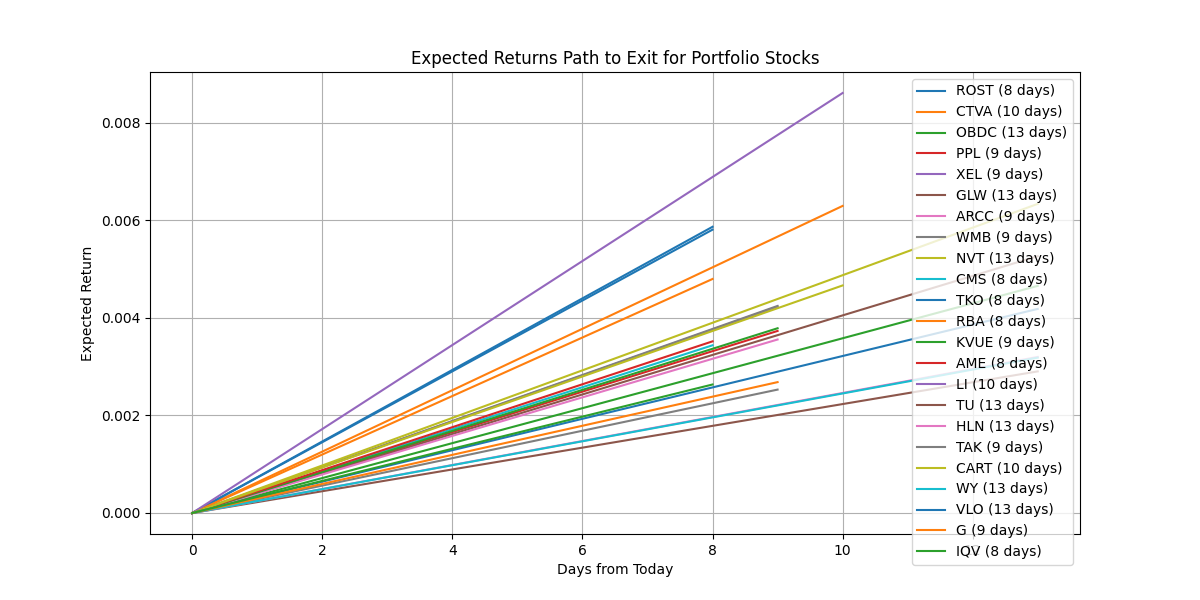 Expected Returns Path to Exit for Portfolio Stocks
Expected Return
0.008
0.006
0.004
0.002
0.000
0
2
4
6
8
10
Days from Today
ROST (8 days)
CTVA (10 days)
OBDC (13 days)
PPL (9 days)
XEL (9 days)
GLW (13 days)
ARCC (9 days)
WMB (9 days)
NVT (13 days)
CMS (8 days)
TKO (8 days)
RBA (8 days)
KVUE (9 days)
AME (8 days)
LI (10 days)
TU (13 days)
HLN (13 days)
TAK (9 days)
CART (10 days)
WY (13 days)
VLO (13 days)
G (9 days)
IQV (8 days)